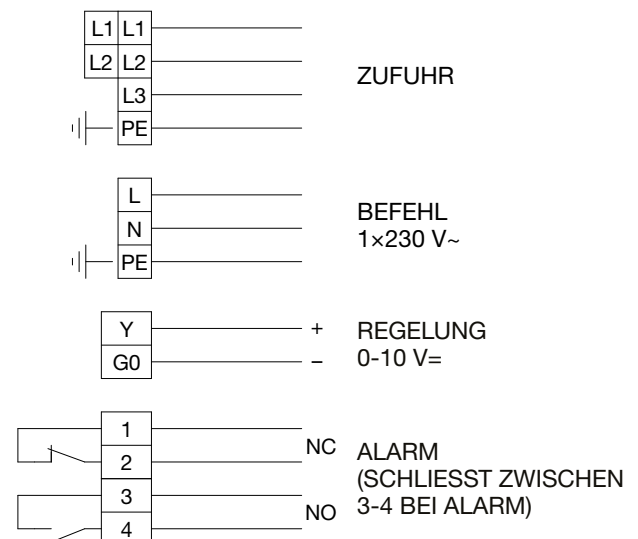 L1 L1
L2 L2
L3
PE
ZUFUHR
L
N
PE
BEFEHL
1×230 V~
Y +
G0 –
REGELUNG
0-10 V=
1
2
NC
3
4
NO
ALARM
(SCHLIESST ZWISCHEN
3-4 BEI ALARM)